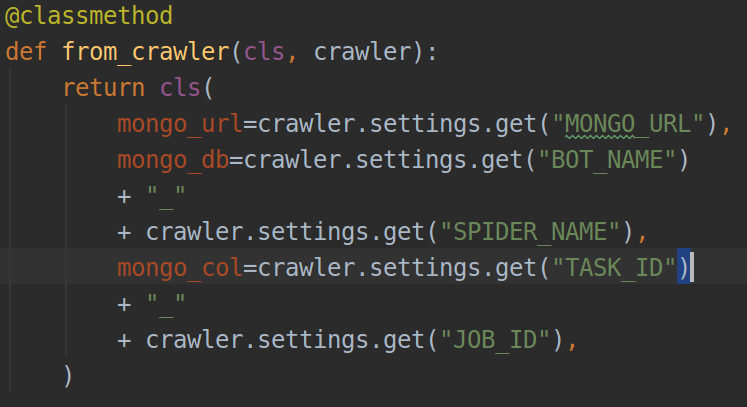 @classmethod
def from_crawler(cls, crawler):
    return cls(
        mongo_url=crawler.settings.get("MONGO_URL"),
        mongo_db=crawler.settings.get("BOT_NAME")
        + "_"
        + crawler.settings.get("SPIDER_NAME"),
        mongo_col=crawler.settings.get("TASK_ID")
        + "_"
        + crawler.settings.get("JOB_ID"),
    )